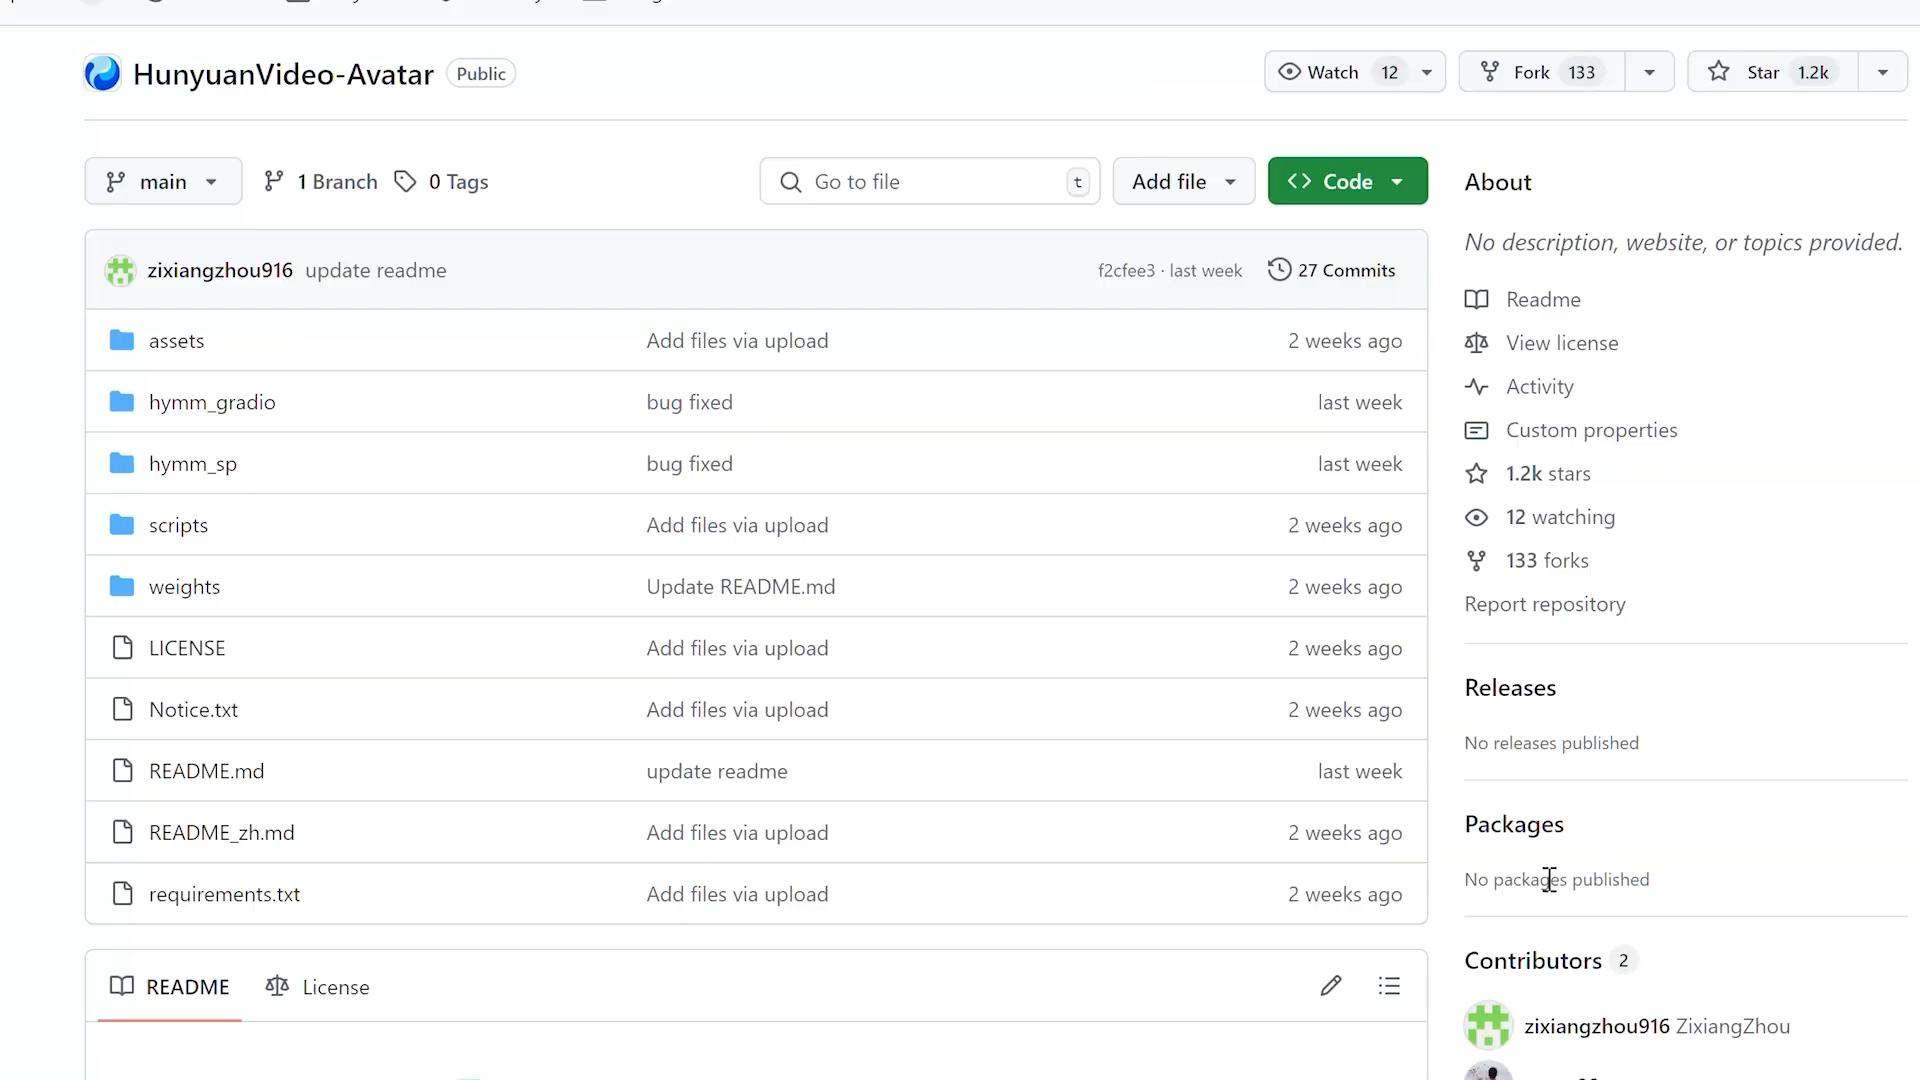 HunyuanVideo-Avatar Public Watch 12 Fork 133 Star 1.2k
main 1 Branch 0 Tags Go to file t Add file Code
zixiangzhou916 update readme f2cfee3 · last week 27 Commits
assets Add files via upload 2 weeks ago
hymm_gradio bug fixed last week
hymm_sp bug fixed last week
scripts Add files via upload 2 weeks ago
weights Update README.md 2 weeks ago
LICENSE Add files via upload 2 weeks ago
Notice.txt Add files via upload 2 weeks ago
README.md update readme last week
README_zh.md Add files via upload 2 weeks ago
requirements.txt Add files via upload 2 weeks ago
README License
About
No description, website, or topics provided.
Readme
View license
Activity
Custom properties
1.2k stars
12 watching
133 forks
Report repository
Releases
No releases published
Packages
No packages published
Contributors 2
zixiangzhou916 ZixiangZhou